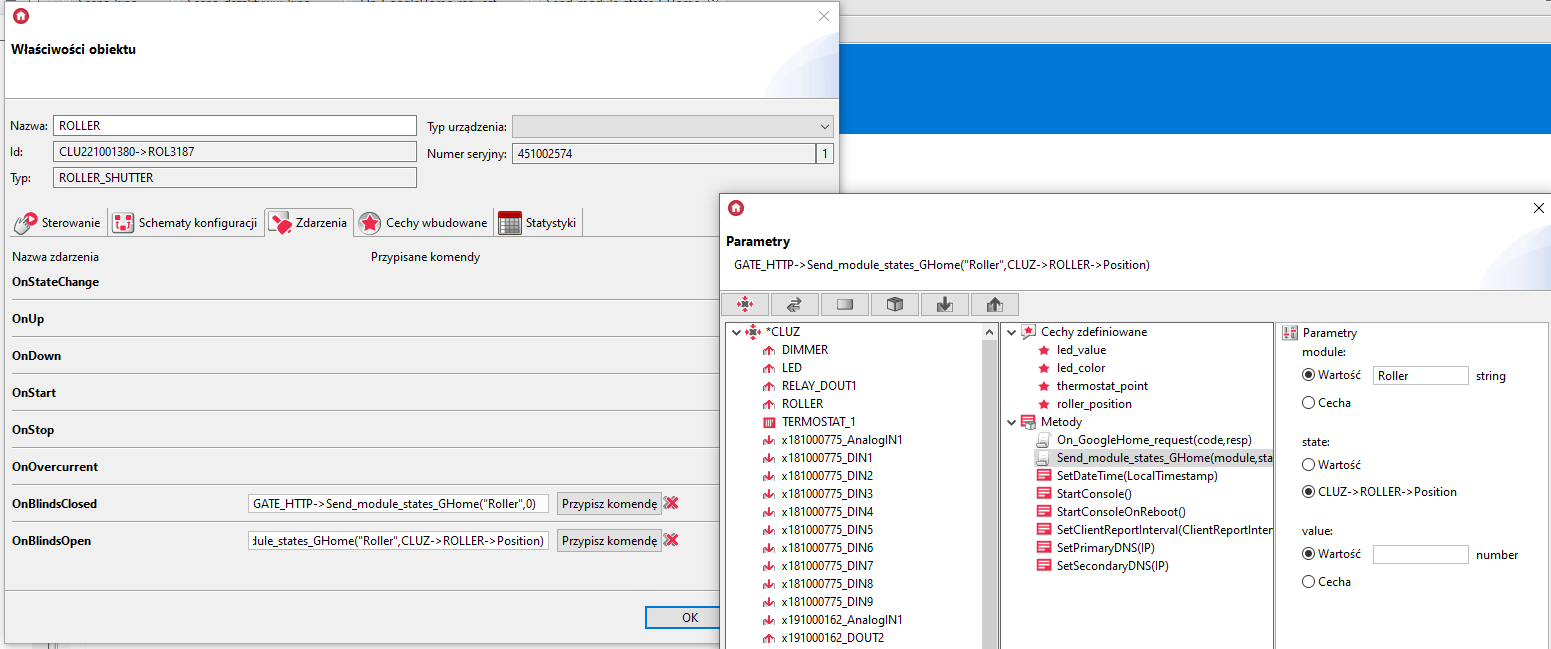 Właściwości obiektu
Nazwa: ROLLER
Typ urządzenia:
Id: CLU221001380->ROL3187
Numer seryjny: 451002574 1
Typ: ROLLER_SHUTTER
Sterowanie Schematy konfiguracji Zdarzenia Cechy wbudowane Statystyki
Nazwa zdarzenia Przypisane komendy
OnStateChange
OnUp
OnDown
OnStart
OnStop
OnOvercurrent
OnBlindsClosed GATE_HTTP->Send_module_states_GHome("Roller",0) Przypisz komendę
OnBlindsOpen dule_states_GHome("Roller",CLUZ->ROLLER->Position) Przypisz komendę
OK
Parametry
GATE_HTTP->Send_module_states_GHome("Roller",CLUZ->ROLLER->Position)
*CLUZ
DIMMER
LED
RELAY_DOUT1
ROLLER
TERMOSTAT_1
x181000775_AnalogIN1
x181000775_DIN1
x181000775_DIN2
x181000775_DIN3
x181000775_DIN4
x181000775_DIN5
x181000775_DIN6
x181000775_DIN7
x181000775_DIN8
x181000775_DIN9
x191000162_AnalogIN1
x191000162_DOUT2
Cechy zdefiniowane
led_value
led_color
thermostat_point
roller_position
Metody
On_GoogleHome_request(code,resp)
Send_module_states_GHome(module,sta
SetDateTime(LocalTimestamp)
StartConsole()
StartConsoleOnReboot()
SetClientReportInterval(ClientReportInter
SetPrimaryDNS(IP)
SetSecondaryDNS(IP)
Parametry
module:
Wartość Roller string
Cecha
state:
Wartość
CLUZ->ROLLER->Position
value:
Wartość number
Cecha